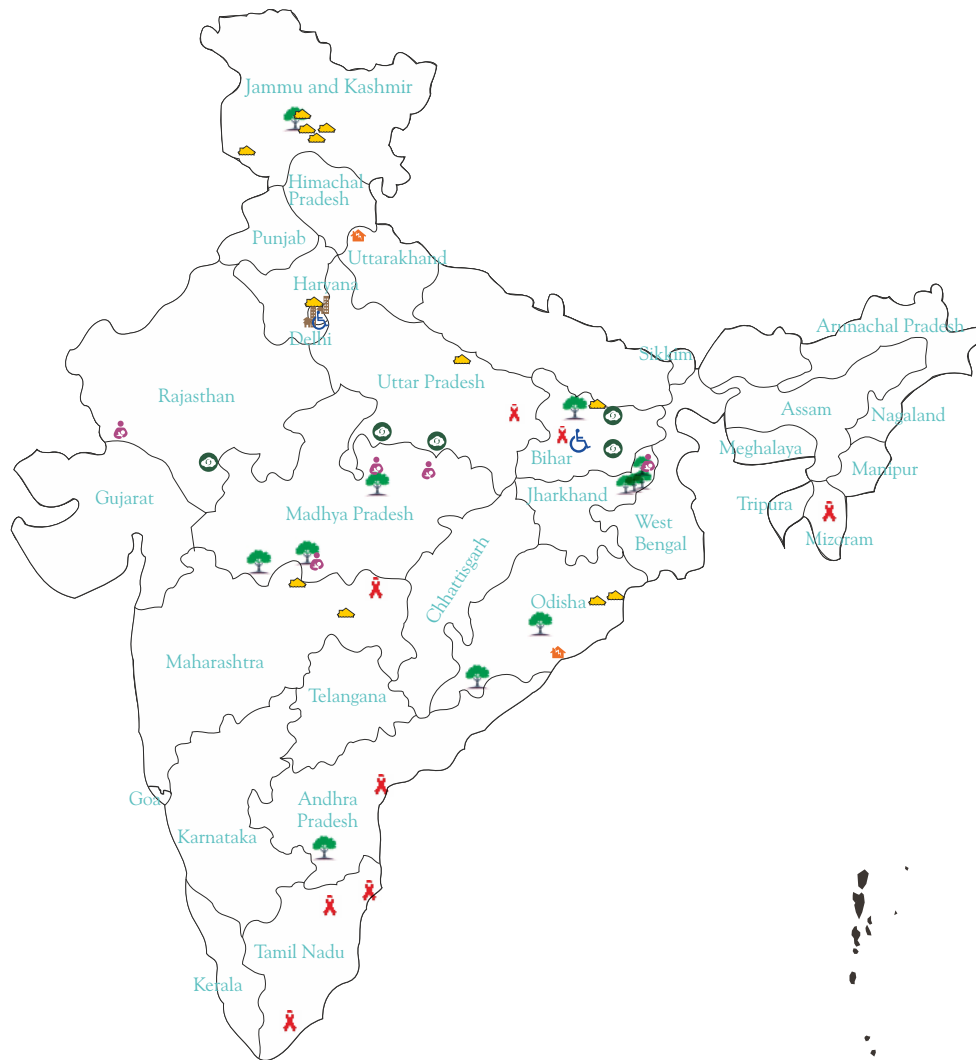 Jammu and Kashmir
Himachal
Pradesh
Punjab
Uttarakhand
Haryana
Delhi
Arunachal Pradesh
Sikkim
Uttar Pradesh
Rajasthan
Assam
Nagaland
Meghalaya
Bihar
Manipur
Gujarat
Jharkhand
Tripura
Madhya Pradesh
West
Bengal
Mizoram
Chhattisgarh
Odisha
Maharashtra
Telangana
Goa
Andhra
Pradesh
Karnataka
Tamil Nadu
Kerala